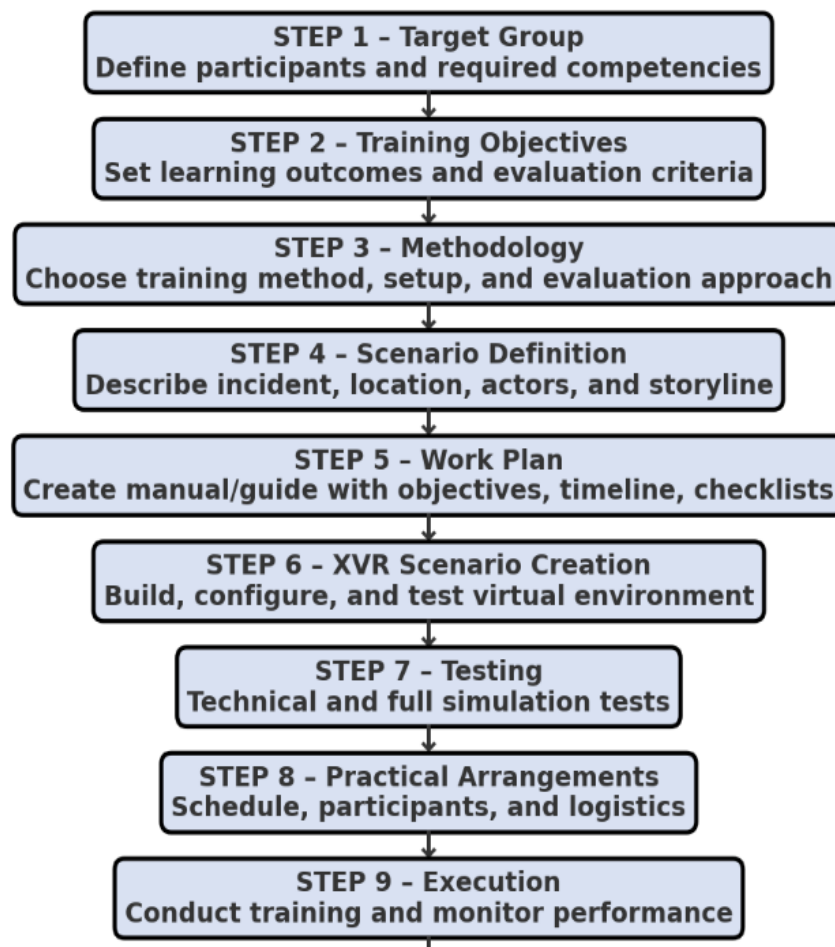 STEP 1 – Target Group
Define participants and required competencies
STEP 2 – Training Objectives
Set learning outcomes and evaluation criteria
STEP 3 – Methodology
Choose training method, setup, and evaluation approach
STEP 4 – Scenario Definition
Describe incident, location, actors, and storyline
STEP 5 – Work Plan
Create manual/guide with objectives, timeline, checklists
STEP 6 – XVR Scenario Creation
Build, configure, and test virtual environment
STEP 7 – Testing
Technical and full simulation tests
STEP 8 – Practical Arrangements
Schedule, participants, and logistics
STEP 9 – Execution
Conduct training and monitor performance